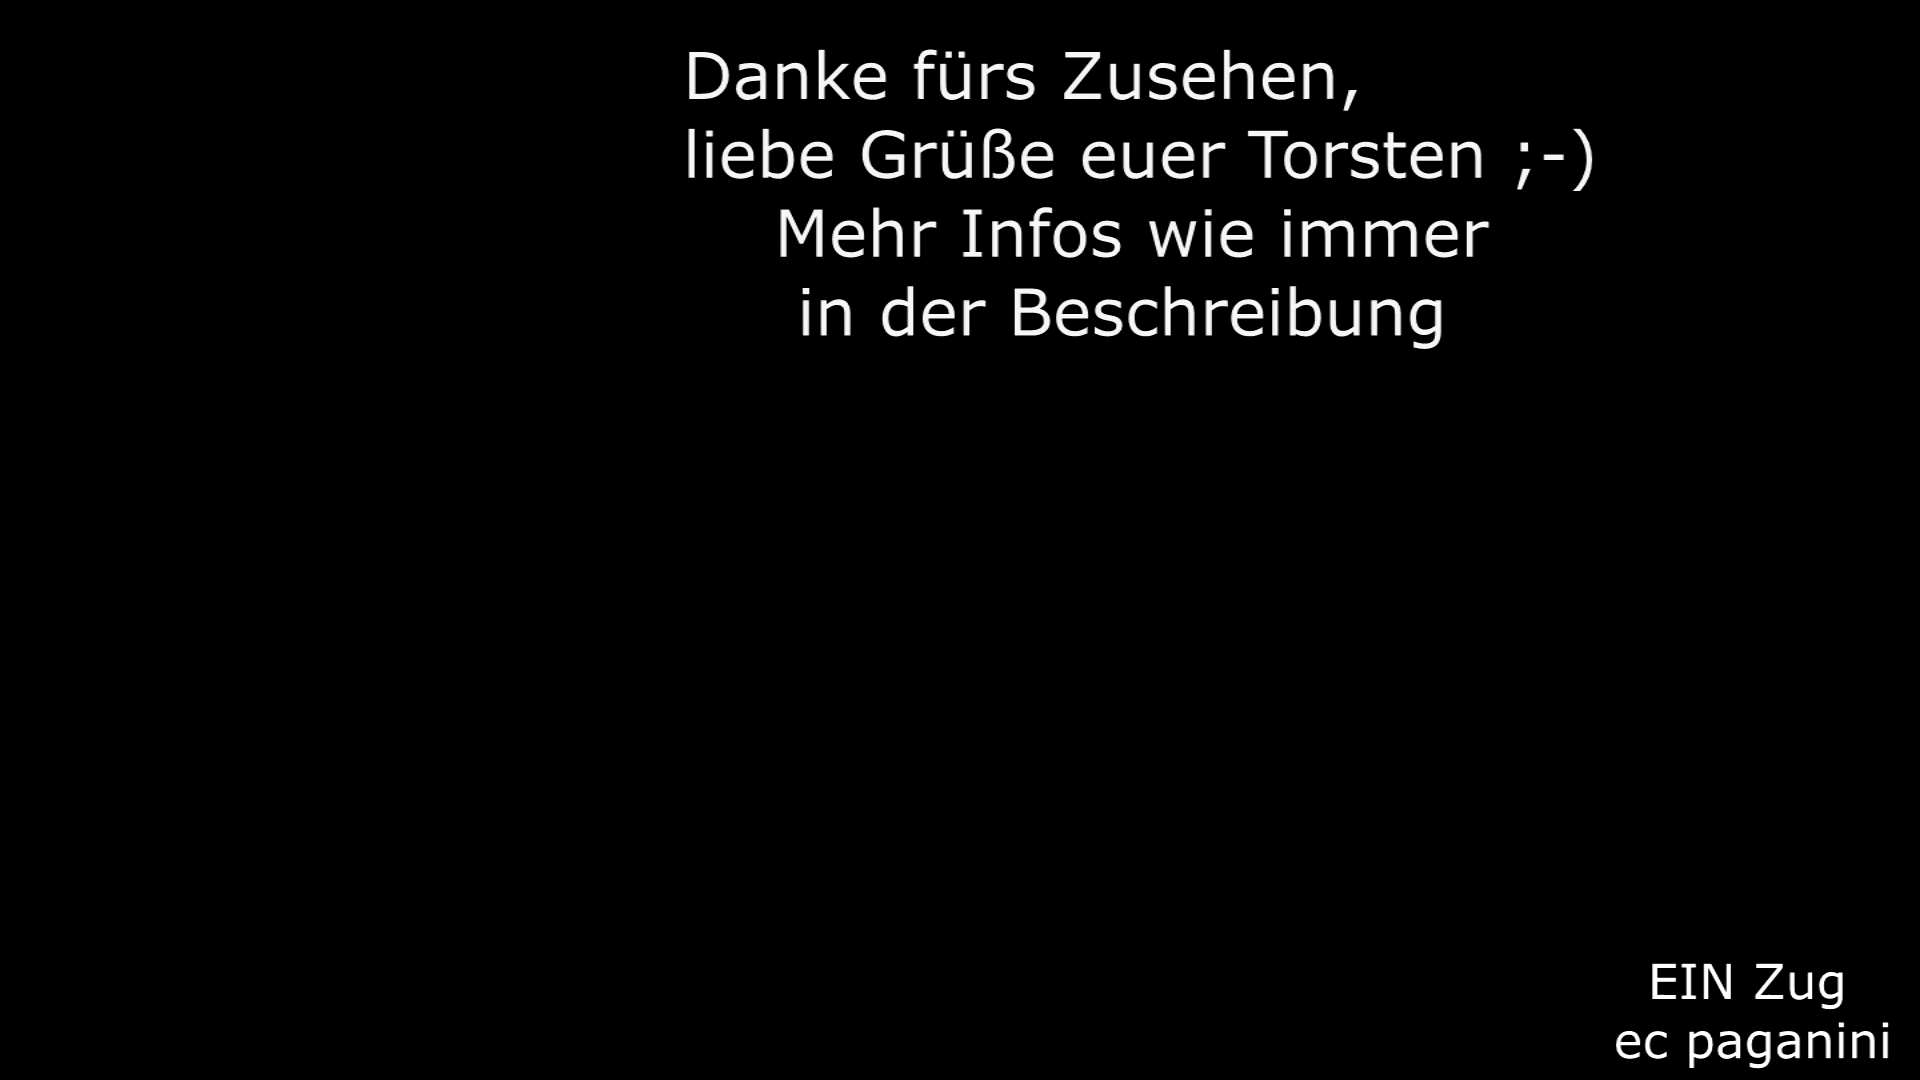 Danke fürs Zusehen,
liebe Grüße euer Torsten ;-)
Mehr Infos wie immer
in der Beschreibung
EIN Zug
ec paganini